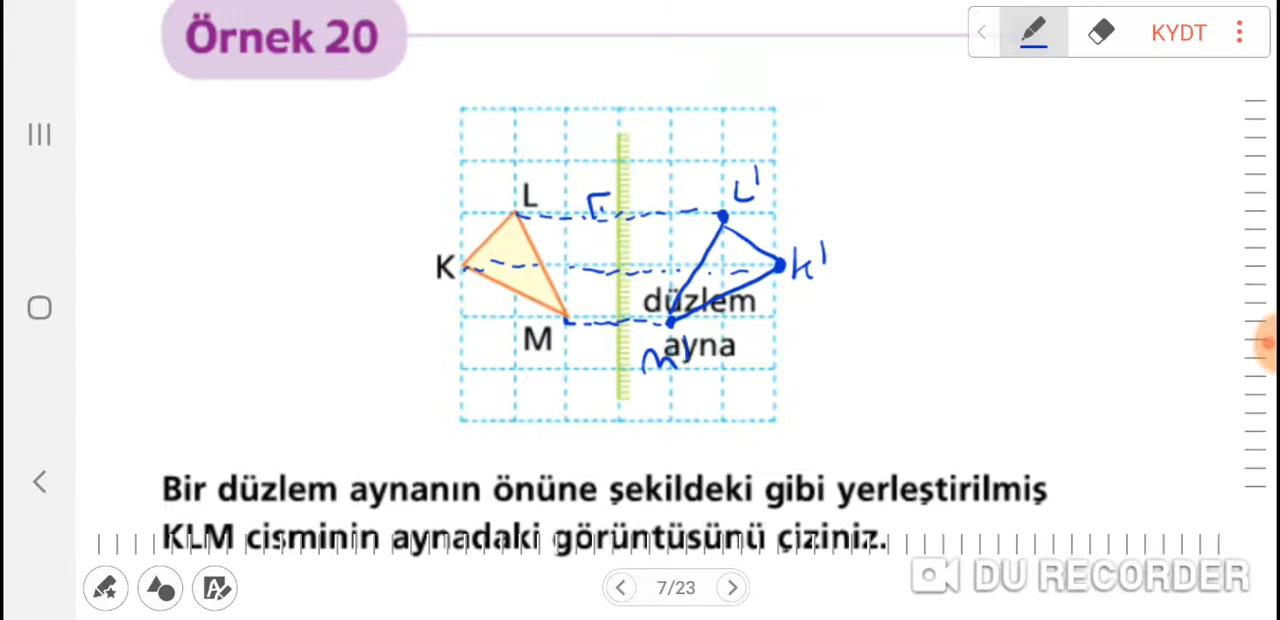 Örnek 20
KYDT
L
L'
K
K'
düzlem
M
ayna
M'
Bir düzlem aynanın önüne şekildeki gibi yerleştirilmiş
KLM cisminin aynadaki görüntüsünü çiziniz.
7/23
DU RECORDER